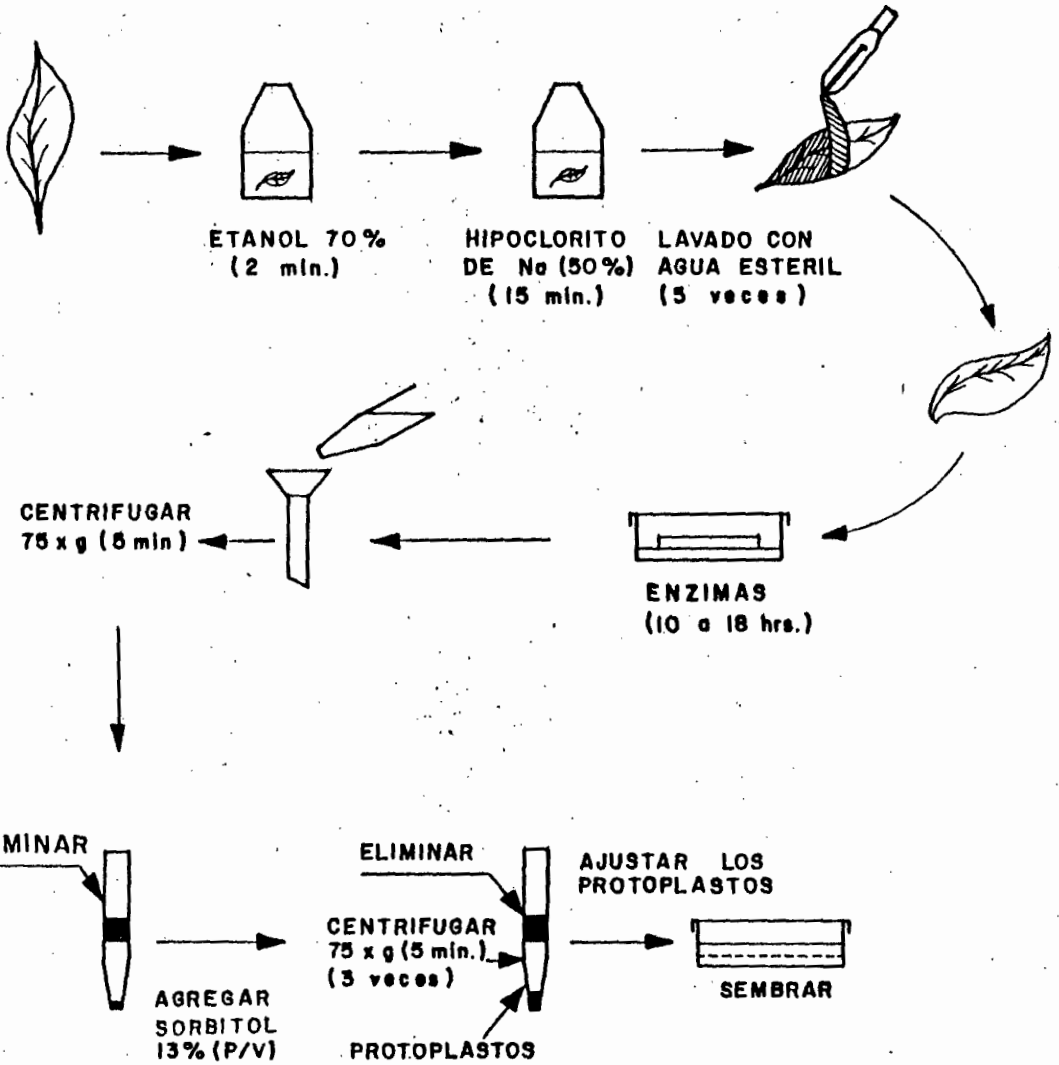 ETANOL 70%
(2 min.)
HIPOCLORITO
DE Na (50%)
(15 min.)
LAVADO CON
AGUA ESTERIL
(5 veces)
CENTRIFUGAR
75 x g (5 min)
ENZIMAS
(10 a 18 hrs.)
MINAR
AGREGAR
SORBITOL
13% (P/V)
ELIMINAR
CENTRIFUGAR
75 x g (5 min.)
(3 veces)
PROTOPLASTOS
AJUSTAR LOS
PROTOPLASTOS
SEMBRAR